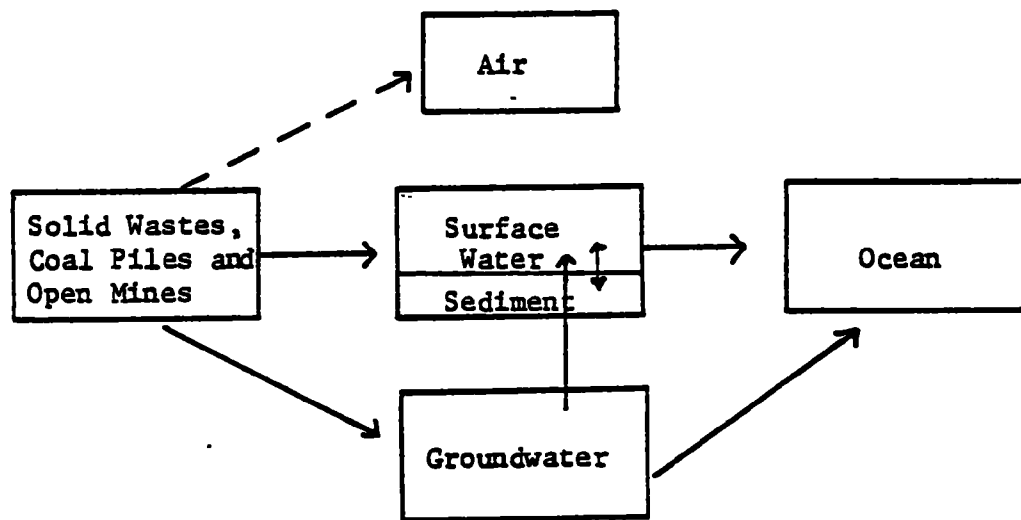 Air
Solid Wastes,
Coal Piles and
Open Mines
Surface
Water
Sediment
Ocean
Groundwater